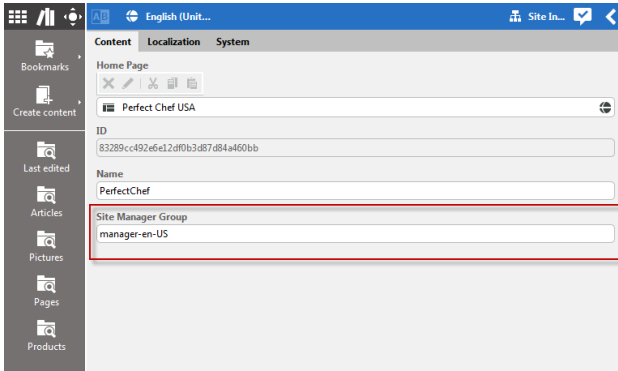 English (Unit...
Site In...
Bookmarks
Create content
Last edited
Articles
Pictures
Pages
Products
Content Localization System
Home Page
Perfect Chef USA
ID
83289cc492e6e12df0b3d87d84a460bb
Name
PerfectChef
Site Manager Group
manager-en-US